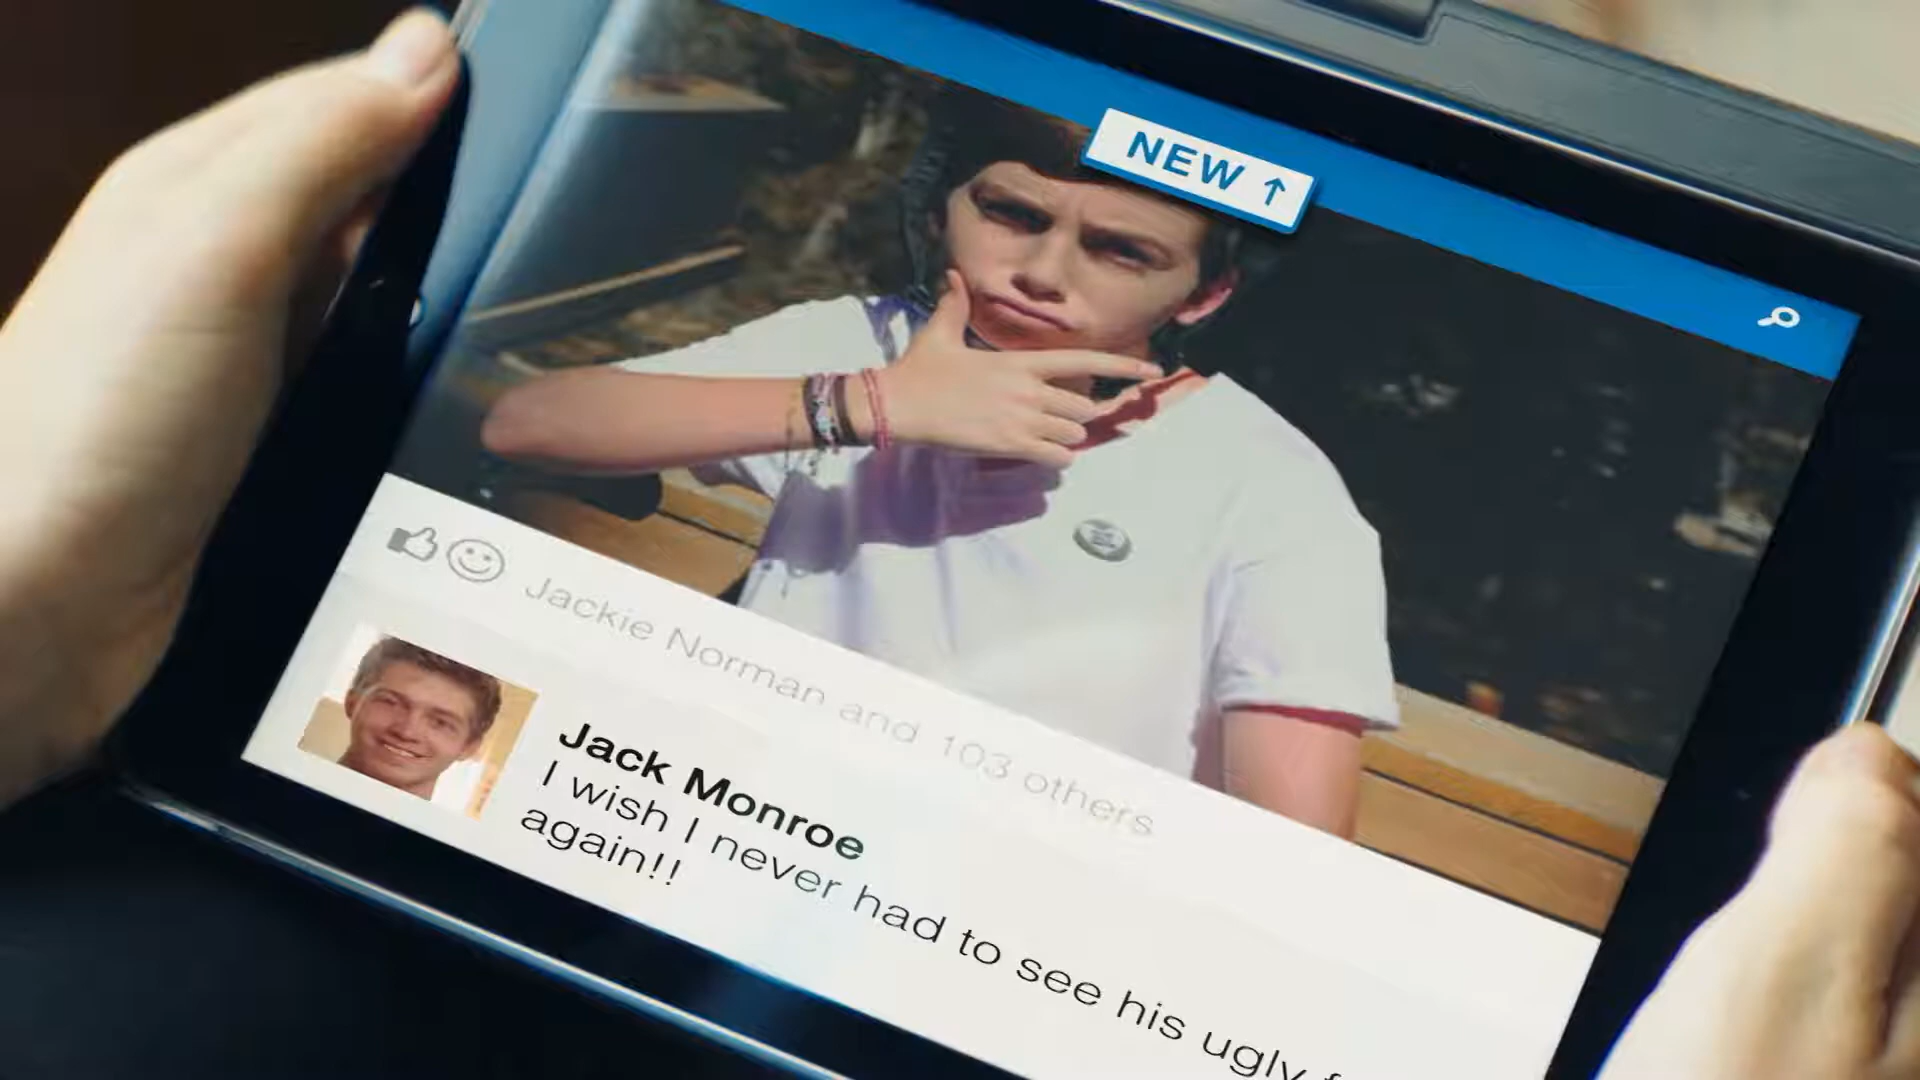 NEW ↑
Jackie Norman and 103 others
Jack Monroe
I wish I never had to see his ugly
again!!